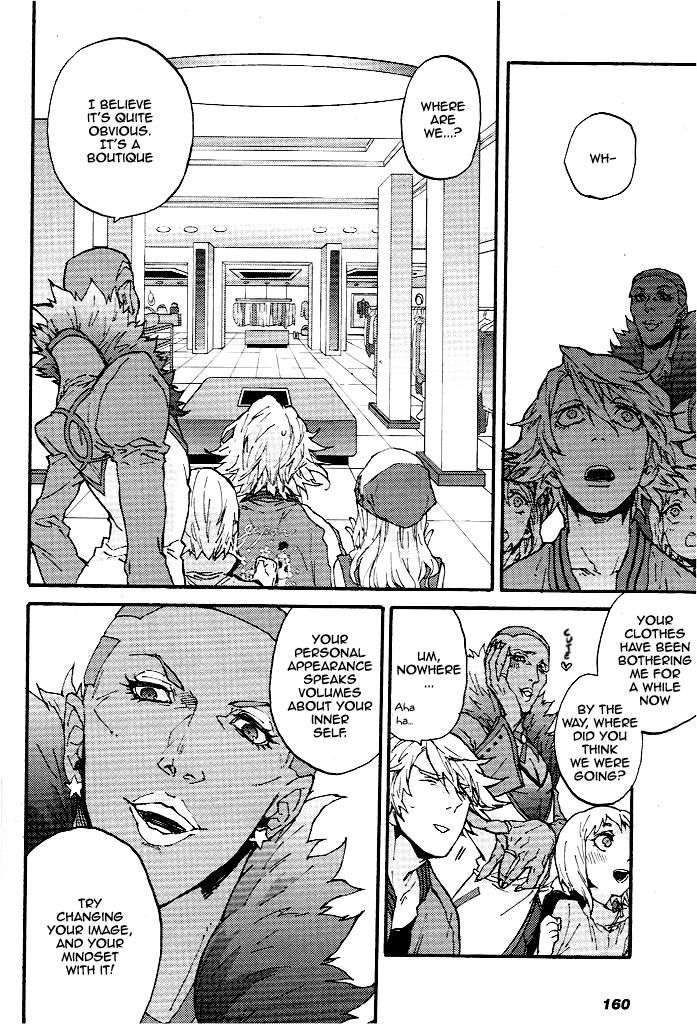 WH-
WHERE
ARE
WE...?
I BELIEVE
IT'S QUITE
OBVIOUS.
IT'S A
BOUTIQUE
YOUR
CLOTHES
HAVE BEEN
BOTHERING
ME FOR
A WHILE
NOW
BY THE
WAY, WHERE
DID YOU
THINK
WE WERE
GOING?
CUTE
UM,
NOWHERE
...
Aha
ha...
YOUR
PERSONAL
APPEARANCE
SPEAKS
VOLUMES
ABOUT YOUR
INNER
SELF.
TRY
CHANGING
YOUR IMAGE,
AND YOUR
MINDSET
WITH IT!
160